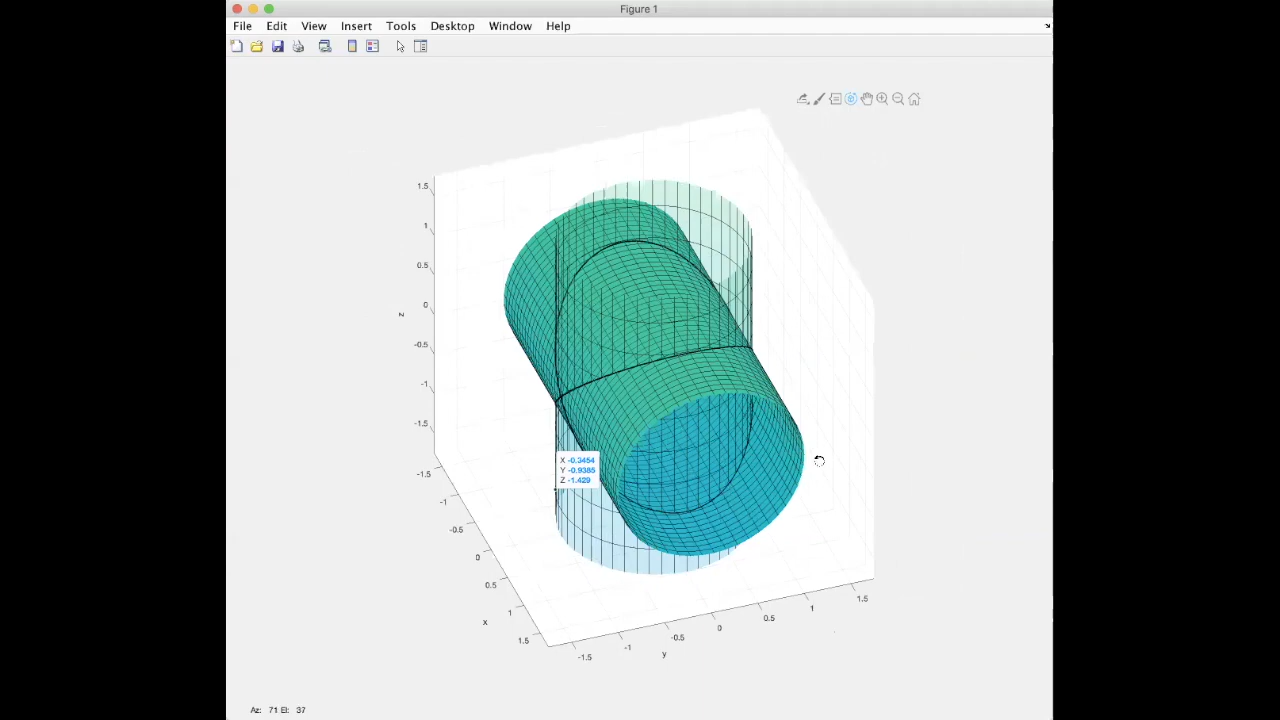 Figure 1
File Edit View Insert Tools Desktop Window Help
1.5
1
0.5
0
-0.5
-1
-1.5
z
X -0.3454
Y -0.9385
Z -1.429
-1.5
-1
-0.5
0
0.5
1
1.5
x
-1.5
-1
-0.5
0
0.5
1
1.5
y
Az: 71 El: 37